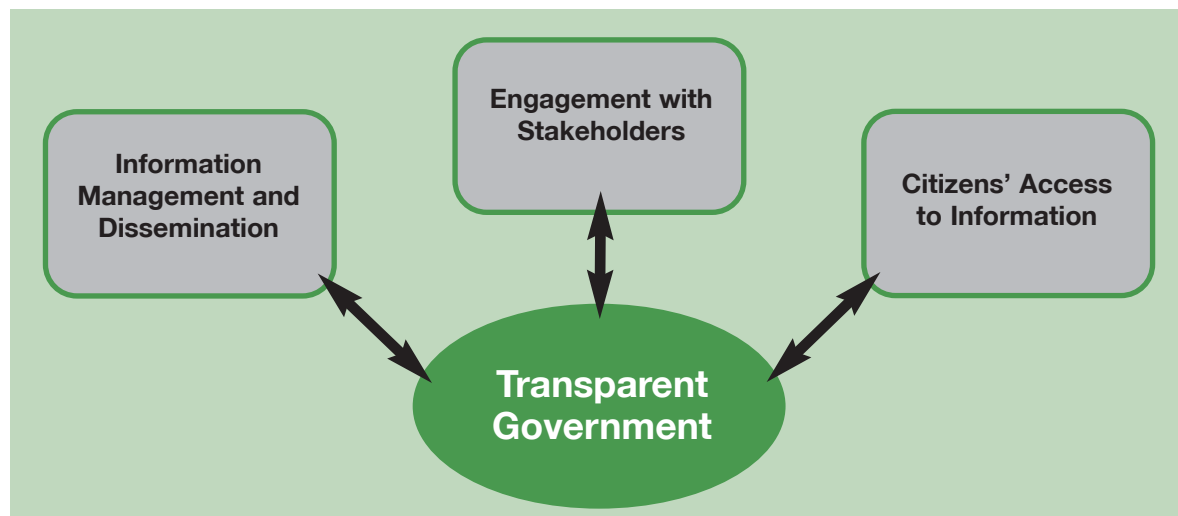 Information
Management and
Dissemination
Engagement with
Stakeholders
Citizens’ Access
to Information
Transparent
Government